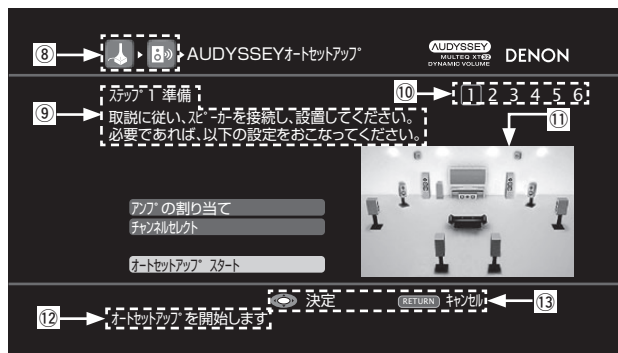 ⑧ AUDYSSEYｵｰﾄｾｯﾄｱｯﾌﾟ
AUDYSSEY
MULTEQ XT32
DYNAMIC VOLUME
DENON
⑨ ｽﾃｯﾌﾟ1 準備
取説に従い、ｽﾋﾟｰｶｰを接続し、設置してください。
必要であれば、以下の設定をおこなってください。
⑩ 1 2 3 4 5 6
⑪
ｱﾝﾌﾟの割り当て
ﾁｬﾝﾈﾙｾﾚｸﾄ
ｵｰﾄｾｯﾄｱｯﾌﾟ ｽﾀｰﾄ
決定 RETURN ｷｬﾝｾﾙ ⑬
⑫ ｵｰﾄｾｯﾄｱｯﾌﾟを開始します